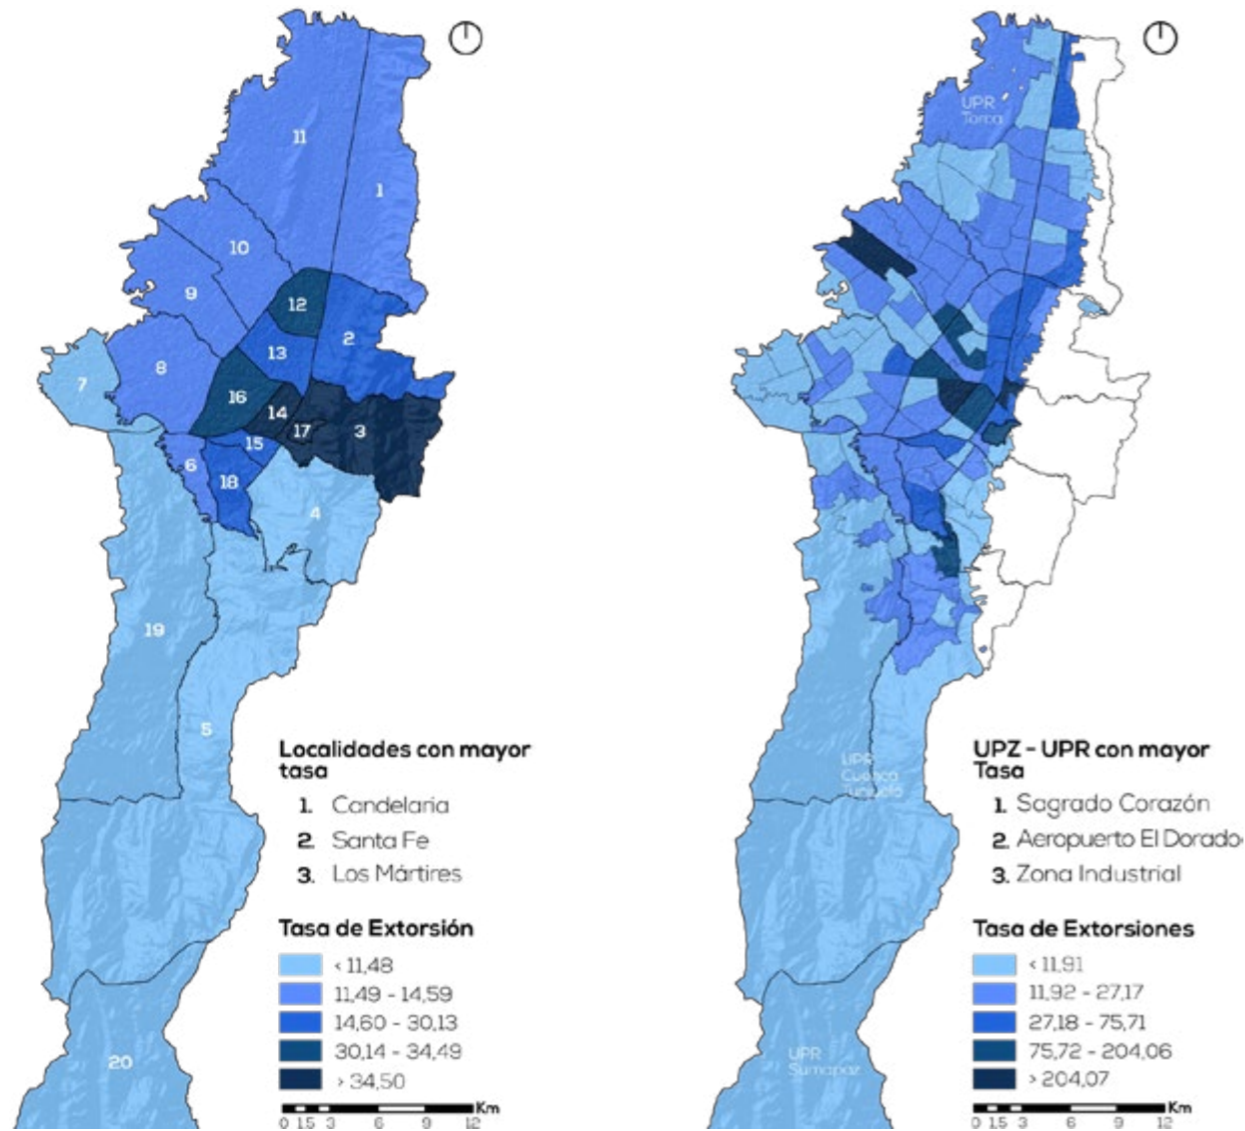 11
1
10
9
12
2
13
8
7
16
14
17
3
15
6
18
4
19
5
20
Localidades con mayor
tasa
1. Candelaria
2. Santa Fe
3. Los Mártires
Tasa de Extorsión
< 11,48
11,49 - 14,59
14,60 - 30,13
30,14 - 34,49
> 34,50
Km
0 1,5 3 6 9 12
UPR
Torca
UPR
Cuenca
Tunjuelo
UPR
Sumapaz
UPZ - UPR con mayor
Tasa
1. Sagrado Corazón
2. Aeropuerto El Dorado
3. Zona Industrial
Tasa de Extorsiones
< 11,91
11,92 - 27,17
27,18 - 75,71
75,72 - 204,06
> 204,07
Km
0 1,5 3 6 9 12